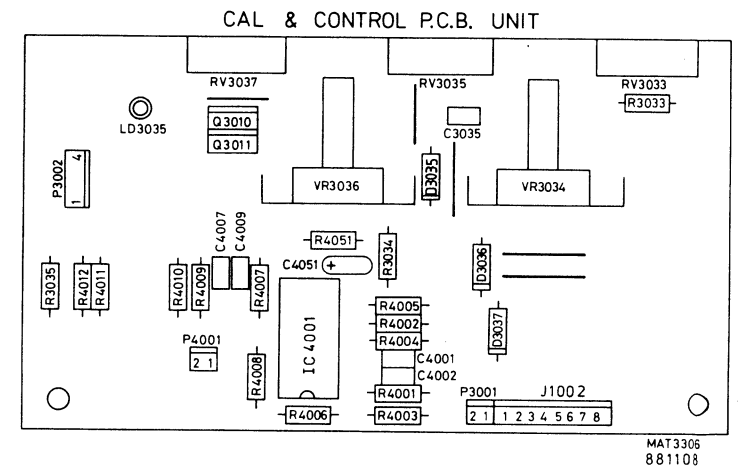 CAL & CONTROL P.C.B. UNIT
RV3037
RV3035
RV3033
R3033
LD3035
Q3010
Q3011
C3035
P3002
4
1
VR3036
D3035
VR3034
C4007
C4009
R4051
R3034
C4051
+
D3036
R3035
R4012
R4011
R4010
R4009
R4007
IC4001
R4005
R4002
R4004
D3037
P4001
2 1
R4008
C4001
C4002
R4001
R4006
R4003
P3001
J1002
2 1
1 2 3 4 5 6 7 8
MAT3306
881108